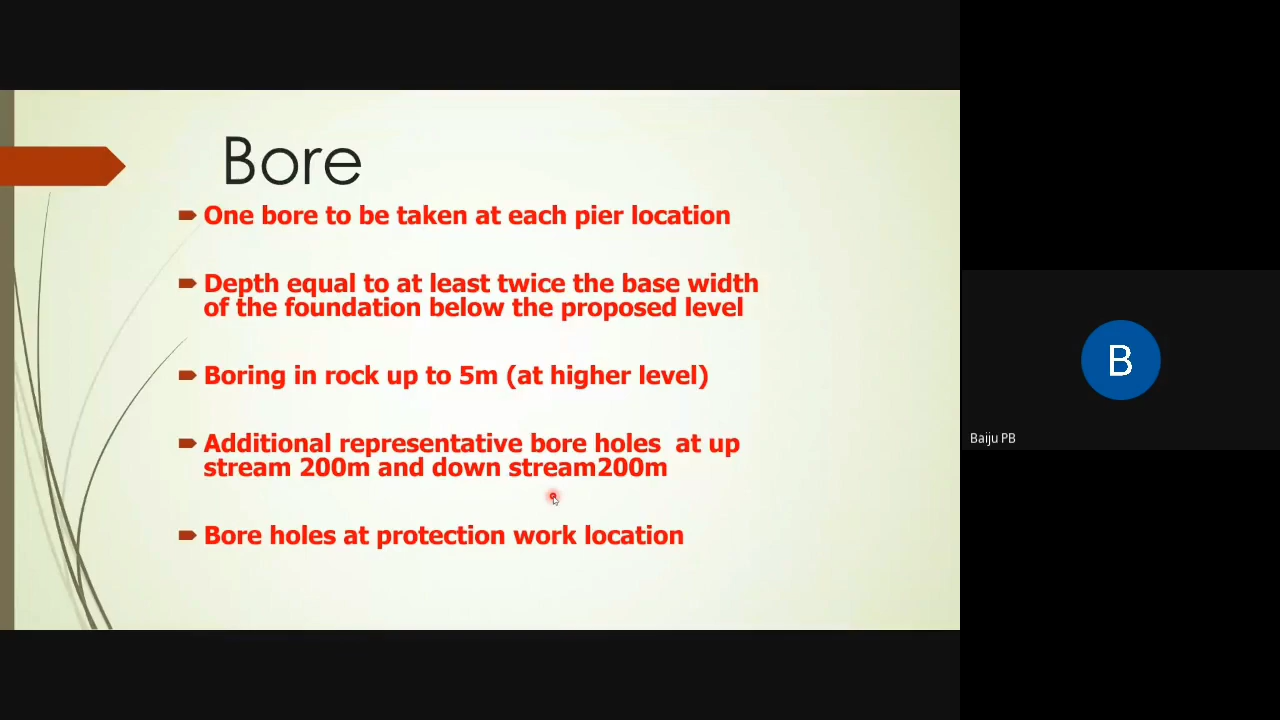 Bore
One bore to be taken at each pier location
Depth equal to at least twice the base width
of the foundation below the proposed level
Boring in rock up to 5m (at higher level)
Additional representative bore holes  at up
stream 200m and down stream200m
Bore holes at protection work location
B
Baiju PB